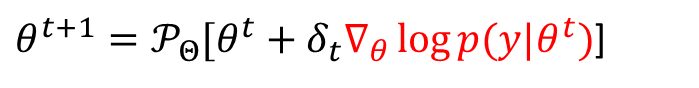 θ^{t+1} = 𝒫_Θ[θ^t + δ_t∇_θ log p(y|θ^t)]